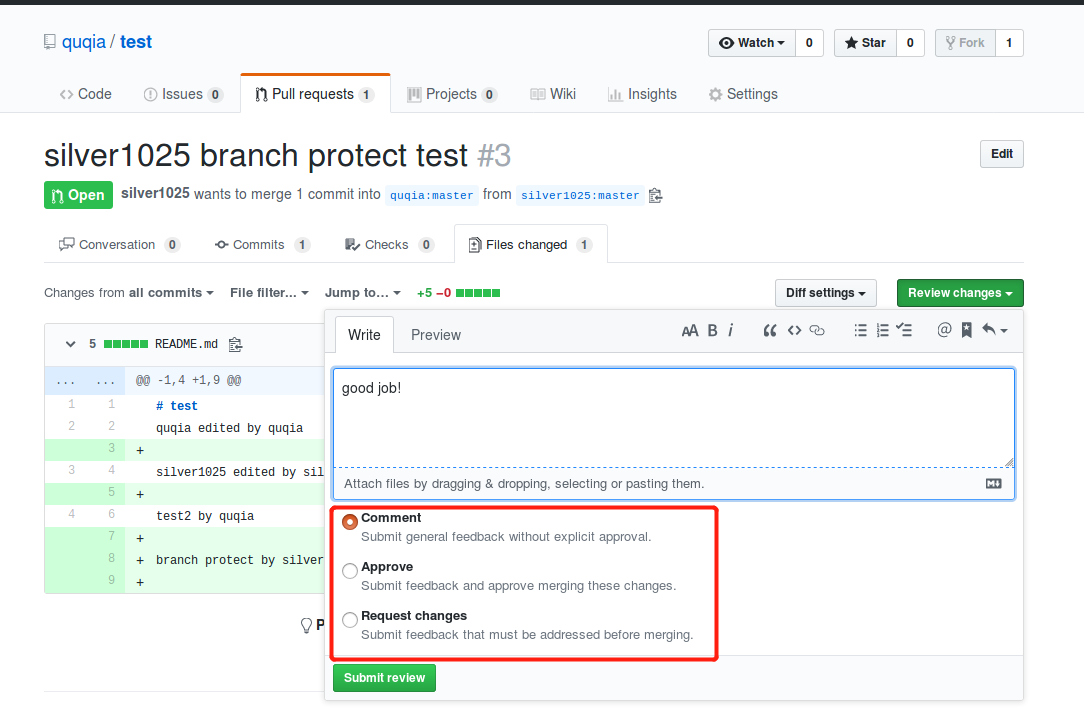 quqia / test
Watch 0 Star 0 Fork 1
Code Issues 0 Pull requests 1 Projects 0 Wiki Insights Settings
silver1025 branch protect test #3 Edit
Open silver1025 wants to merge 1 commit into quqia:master from silver1025:master
Conversation 0 Commits 1 Checks 0 Files changed 1
Changes from all commits File filter... Jump to... +5 −0 Diff settings Review changes
Write Preview AA B i
5 README.md
... ... @@ -1,4 +1,9 @@
good job!
1 1 # test
2 2 quqia edited by quqia
3 +
3 4 silver1025 edited by sil
Attach files by dragging & dropping, selecting or pasting them.
5 +
4 6 test2 by quqia
Comment
7 +
Submit general feedback without explicit approval.
8 + branch protect by silver
Approve
9 +
Submit feedback and approve merging these changes.
Request changes
P
Submit feedback that must be addressed before merging.
Submit review